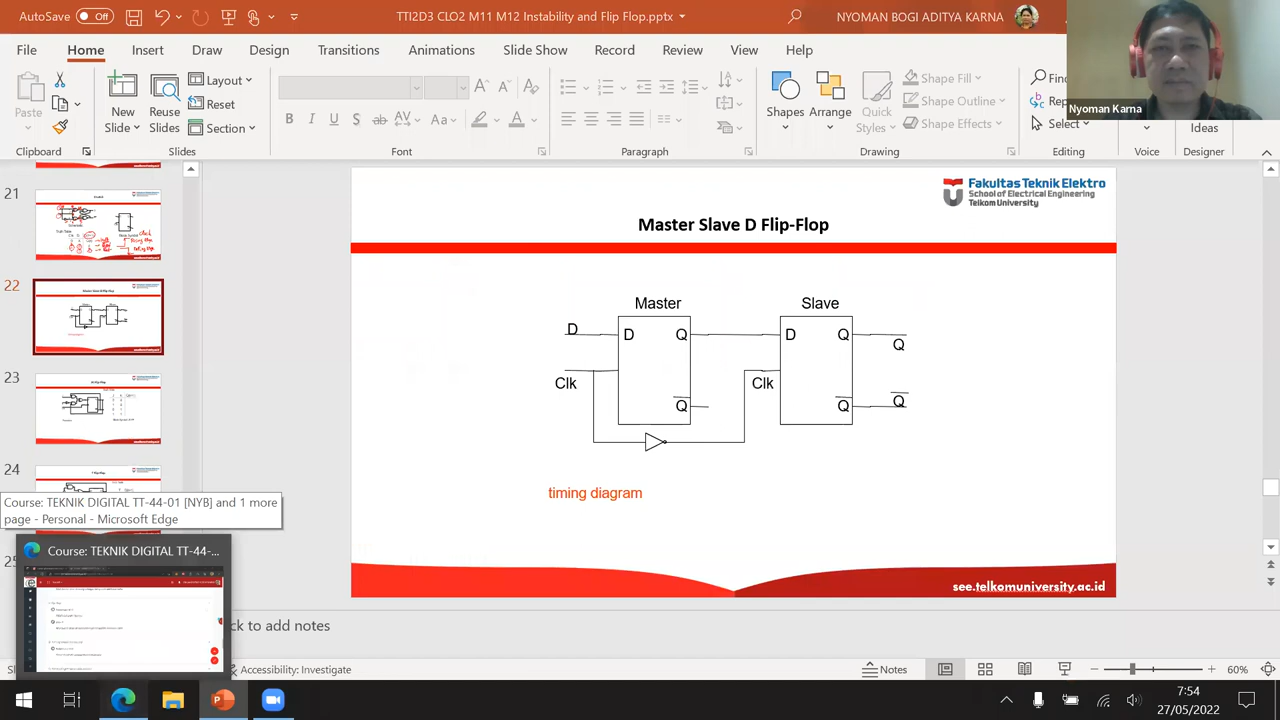 AutoSave Off TTI2D3 CLO2 M11 M12 Instability and Flip Flop.pptx NYOMAN BOGI ADITYA KARNA
File Home Insert Draw Design Slide Show Transitions Animations Record Review View Help
Paste New Slide Reuse Slides Layout Reset Section
B Aa A
Shapes Arrange Quick Styles Shape Fill Shape Outline Shape Effects
Select Ideas
Nyoman Karna
Clipboard Slides Font Paragraph Drawing Editing Voice Designer
21
22
23
24
Fakultas Teknik Elektro
School of Electrical Engineering
Telkom University
Master Slave D Flip-Flop
Master Slave
D D Q D Q Q
Clk Clk
Q Q Q
timing diagram
see.telkomuniversity.ac.id
Course: TEKNIK DIGITAL TT-44-01 [NYB] and 1 more
page - Personal - Microsoft Edge
Course: TEKNIK DIGITAL TT-44-...
ck to add notes
Accessibility: Investigate Notes 60%
7:54
27/05/2022